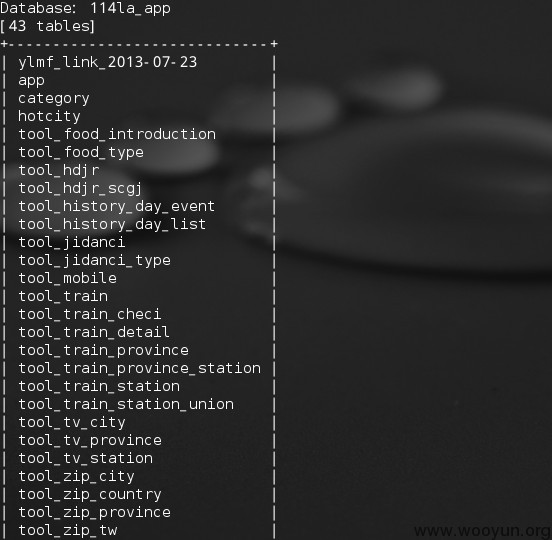 Database: 114la_app
[43 tables]
+----------------------------+
| ylmf_link_2013-07-23       |
| app                        |
| category                   |
| hotcity                    |
| tool_food_introduction     |
| tool_food_type             |
| tool_hdjr                  |
| tool_hdjr_scgj             |
| tool_history_day_event     |
| tool_history_day_list      |
| tool_jidanci               |
| tool_jidanci_type          |
| tool_mobile                |
| tool_train                 |
| tool_train_checi           |
| tool_train_detail          |
| tool_train_province        |
| tool_train_province_station |
| tool_train_station         |
| tool_train_station_union   |
| tool_tv_city               |
| tool_tv_province           |
| tool_tv_station            |
| tool_zip_city              |
| tool_zip_country           |
| tool_zip_province          |
| tool_zip_tw                |
www.wooyun.org